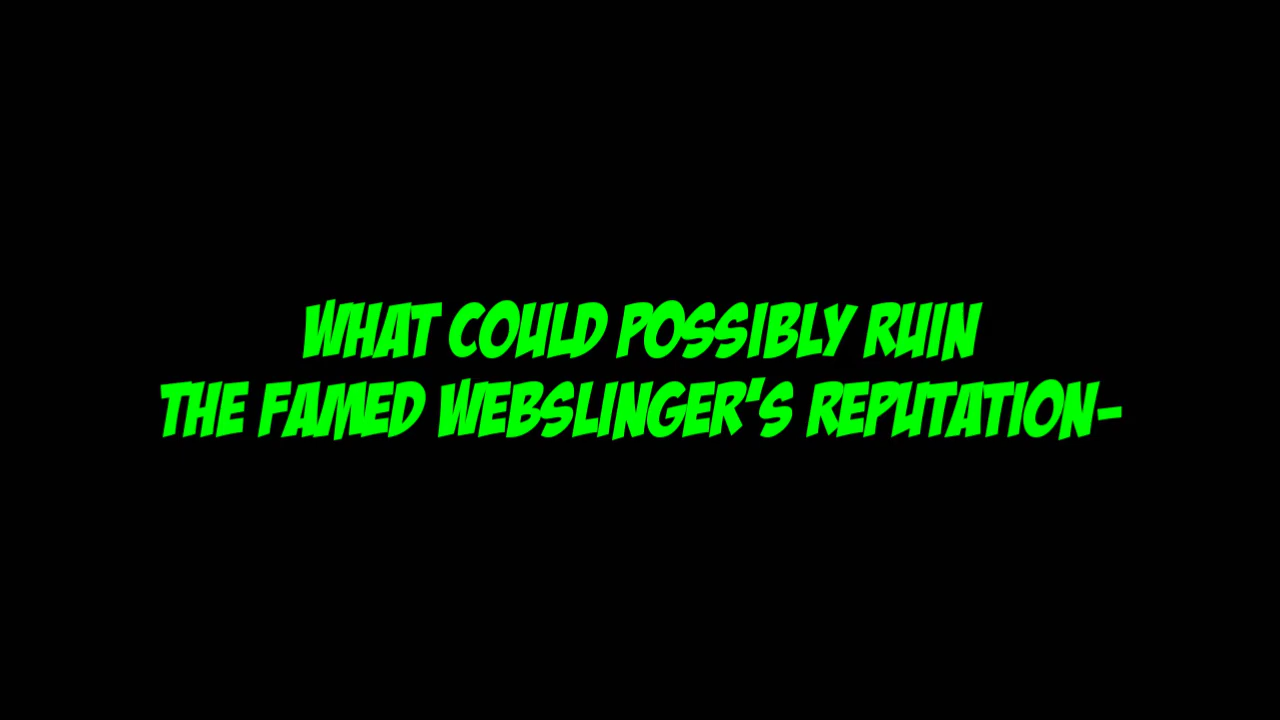 WHAT COULD POSSIBLY RUIN
THE FAMED WEBSLINGER'S REPUTATION-